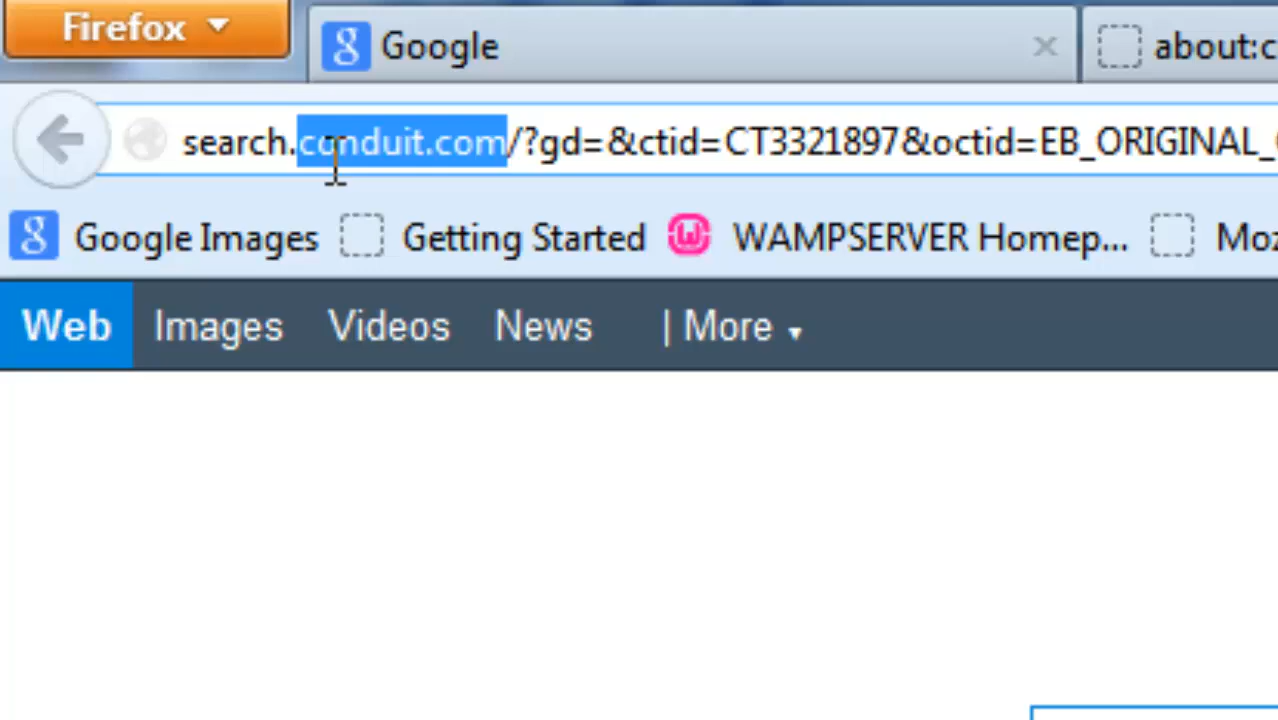 Firefox
Google
about:c
search.conduit.com/?gd=&ctid=CT3321897&octid=EB_ORIGINAL_
Google Images
Getting Started
WAMPSERVER Homep...
Moz
Web
Images
Videos
News
| More